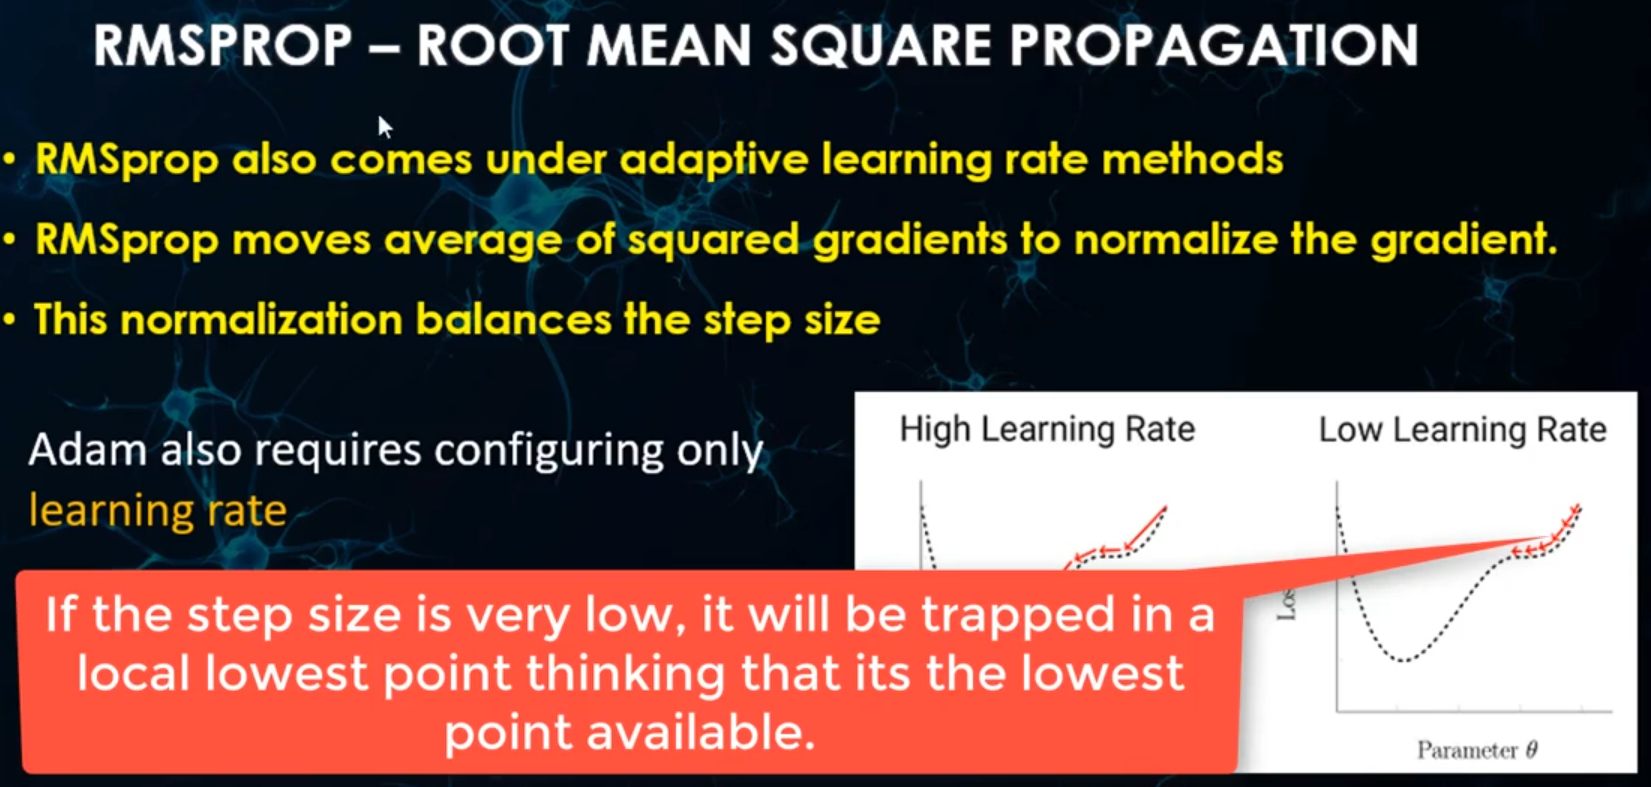 RMSPROP – ROOT MEAN SQUARE PROPAGATION
• RMSprop also comes under adaptive learning rate methods
• RMSprop moves average of squared gradients to normalize the gradient.
• This normalization balances the step size
Adam also requires configuring only
learning rate
High Learning Rate
Low Learning Rate
If the step size is very low, it will be trapped in a
local lowest point thinking that its the lowest
point available.
Parameter θ